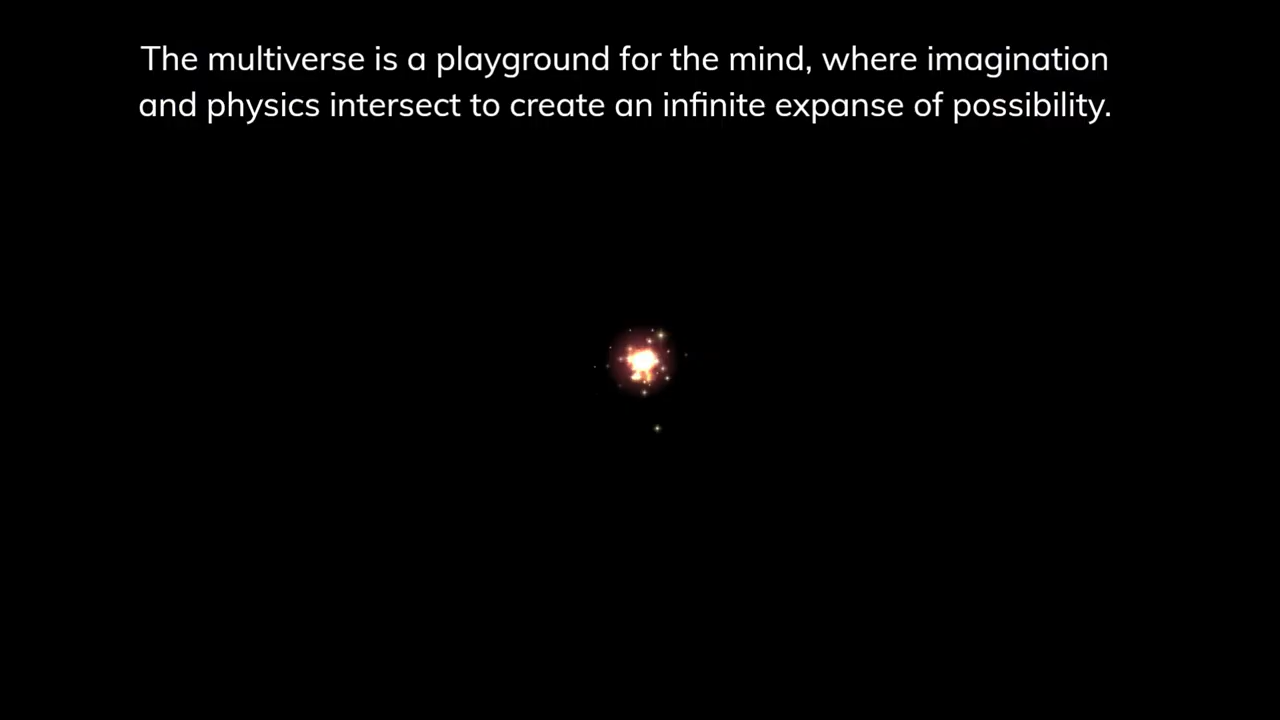 The multiverse is a playground for the mind, where imagination
and physics intersect to create an infinite expanse of possibility.